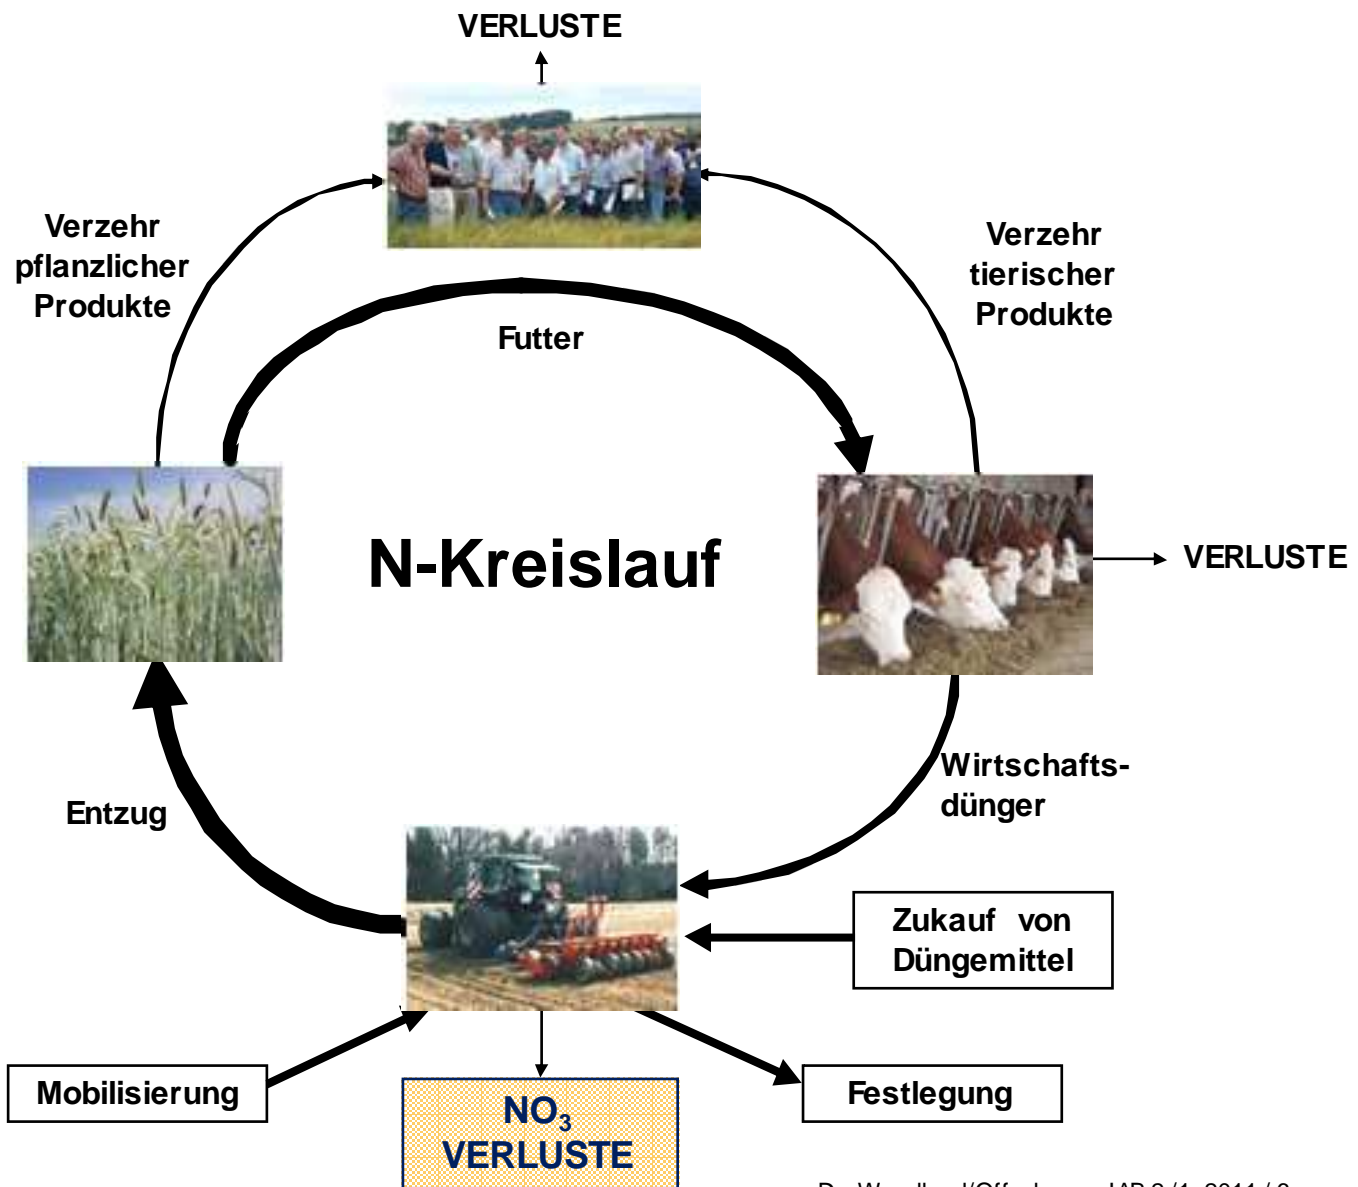 VERLUSTE
Verzehr
pflanzlicher
Produkte
Verzehr
tierischer
Produkte
Futter
N-Kreislauf
VERLUSTE
Wirtschafts-
dünger
Entzug
Zukauf von
Düngemittel
Mobilisierung
Festlegung
NO₃
VERLUSTE